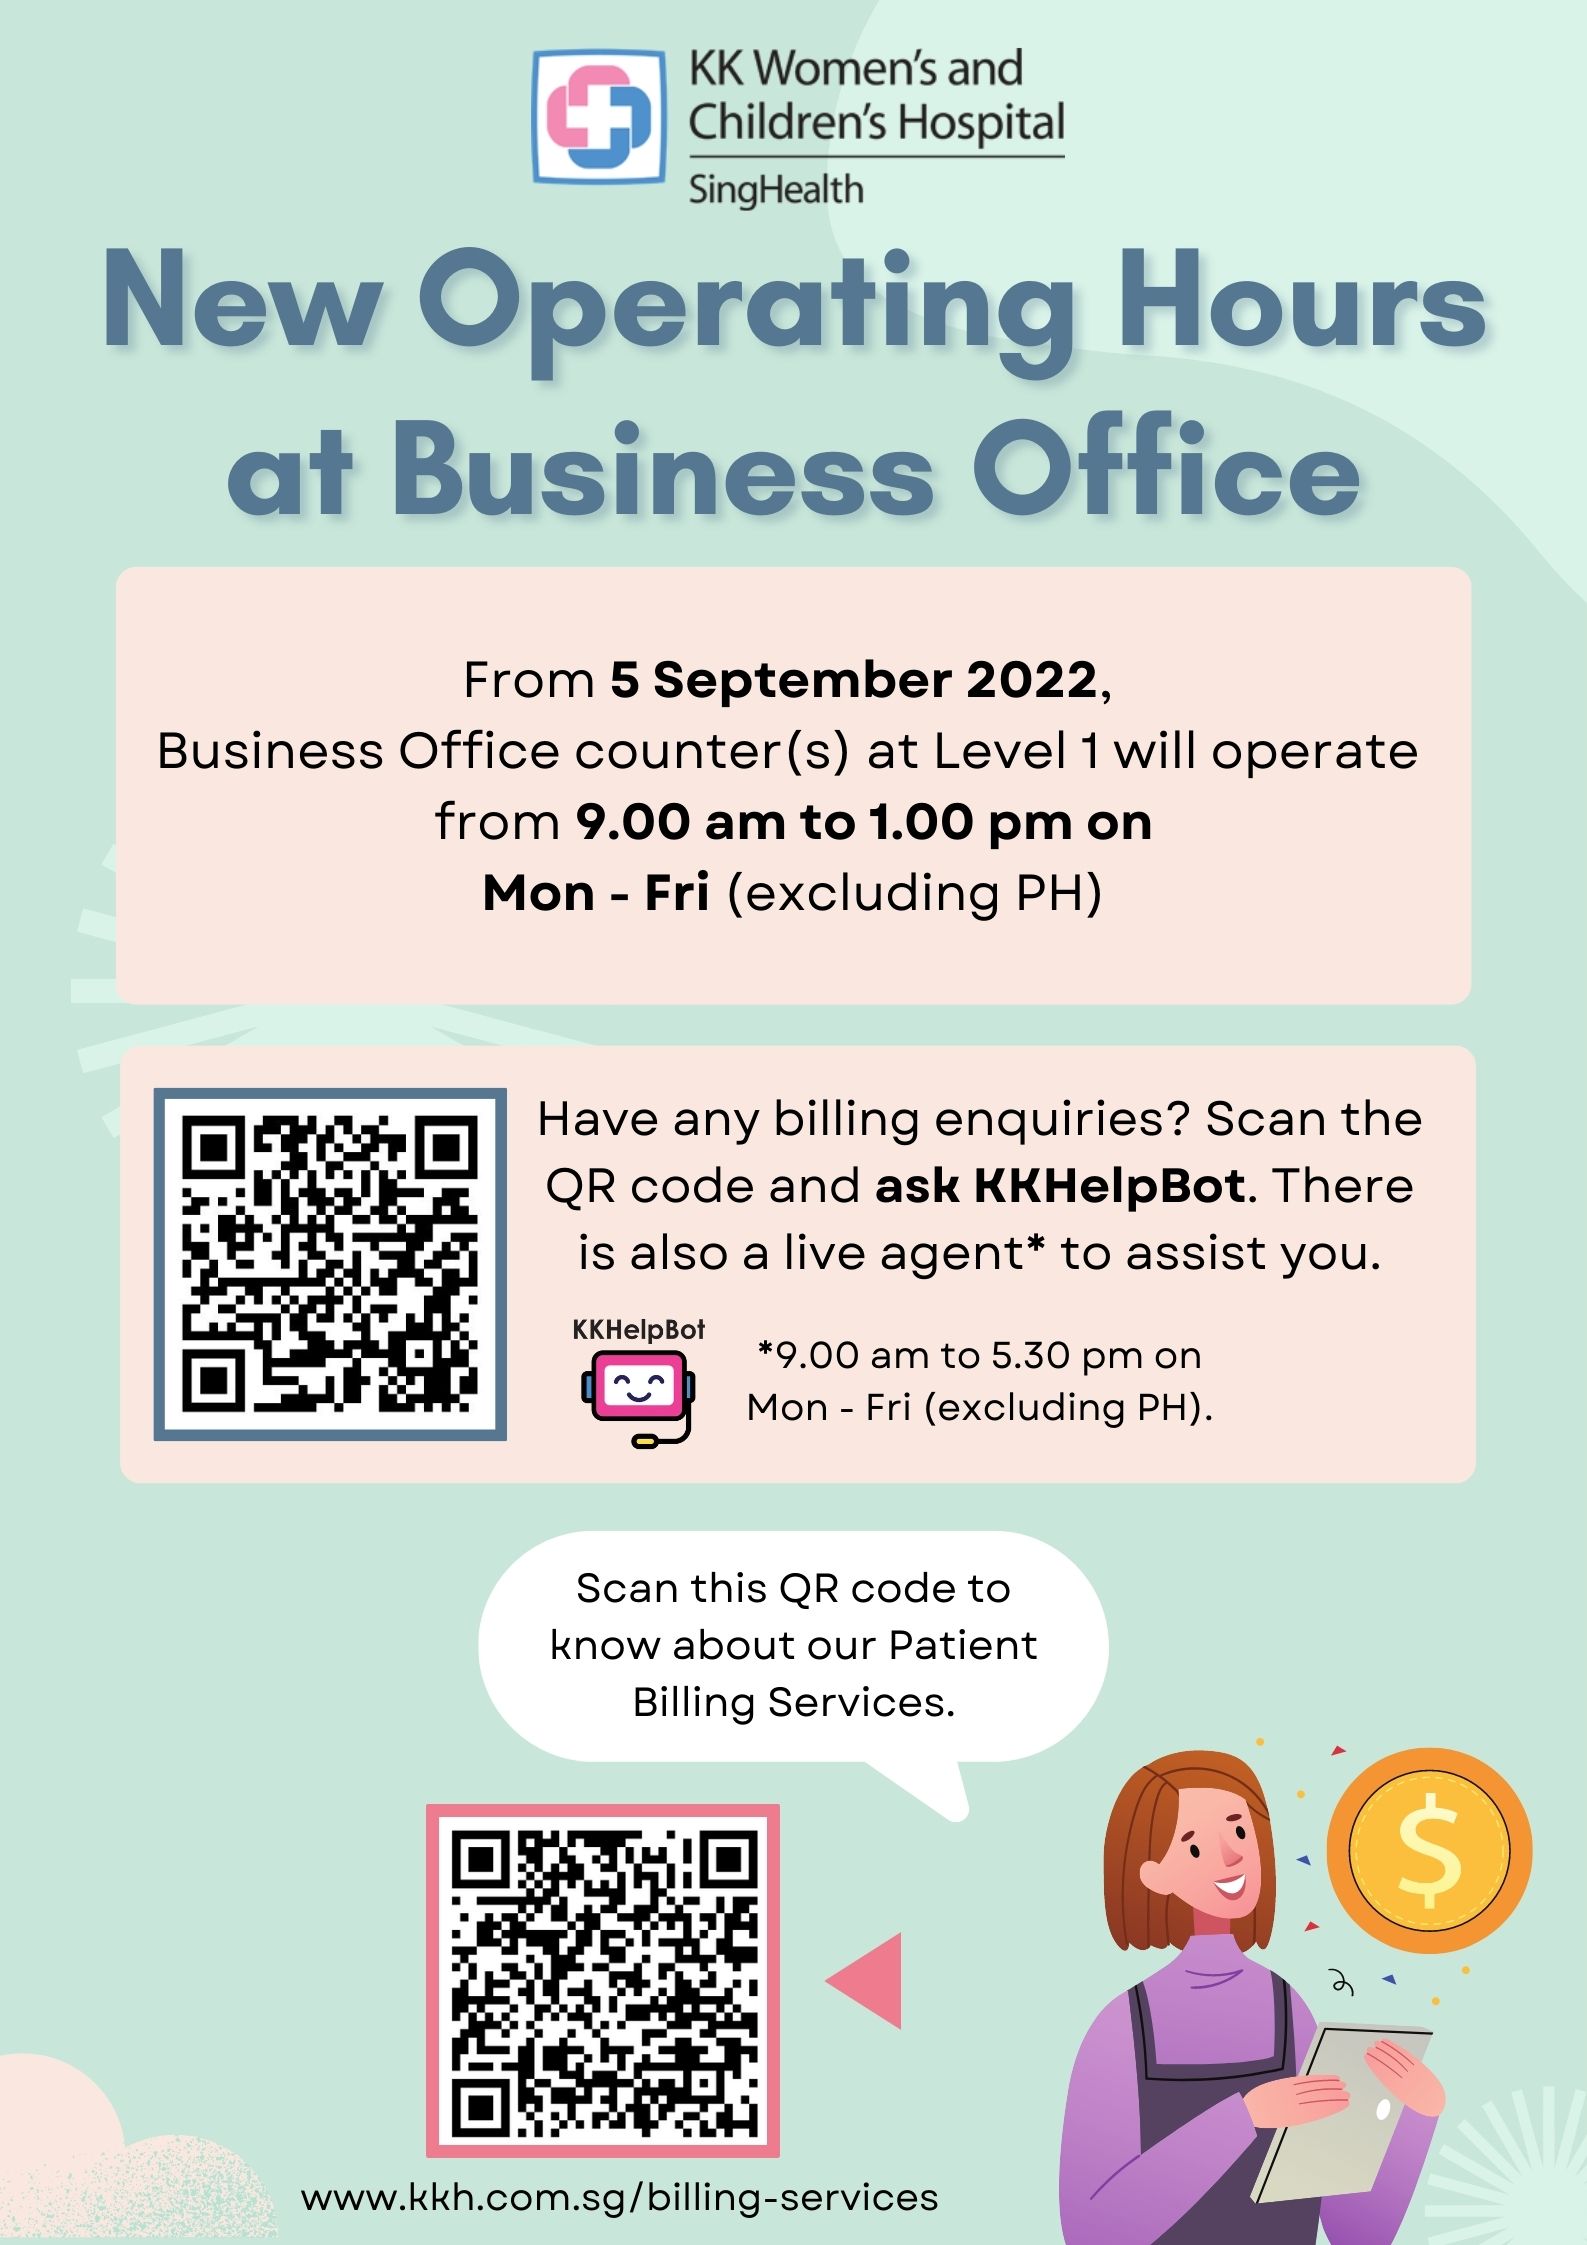 KK Women's and
Children's Hospital
SingHealth
New Operating Hours
at Business Office
From 5 September 2022,
Business Office counter(s) at Level 1 will operate
from 9.00 am to 1.00 pm on
Mon - Fri (excluding PH)
Have any billing enquiries? Scan the
QR code and ask KKHelpBot. There
is also a live agent* to assist you.
KKHelpBot
*9.00 am to 5.30 pm on
Mon - Fri (excluding PH).
Scan this QR code to
know about our Patient
Billing Services.
$
www.kkh.com.sg/billing-services